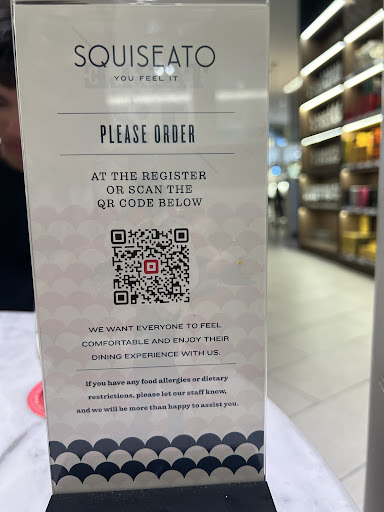 SQUISEATO
YOU FEEL IT
PLEASE ORDER
AT THE REGISTER
OR SCAN THE
QR CODE BELOW
WE WANT EVERYONE TO FEEL
COMFORTABLE AND ENJOY THEIR
DINING EXPERIENCE WITH US.
If you have any food allergies or dietary
restrictions, please let our staff know,
and we will be more than happy to assist you.